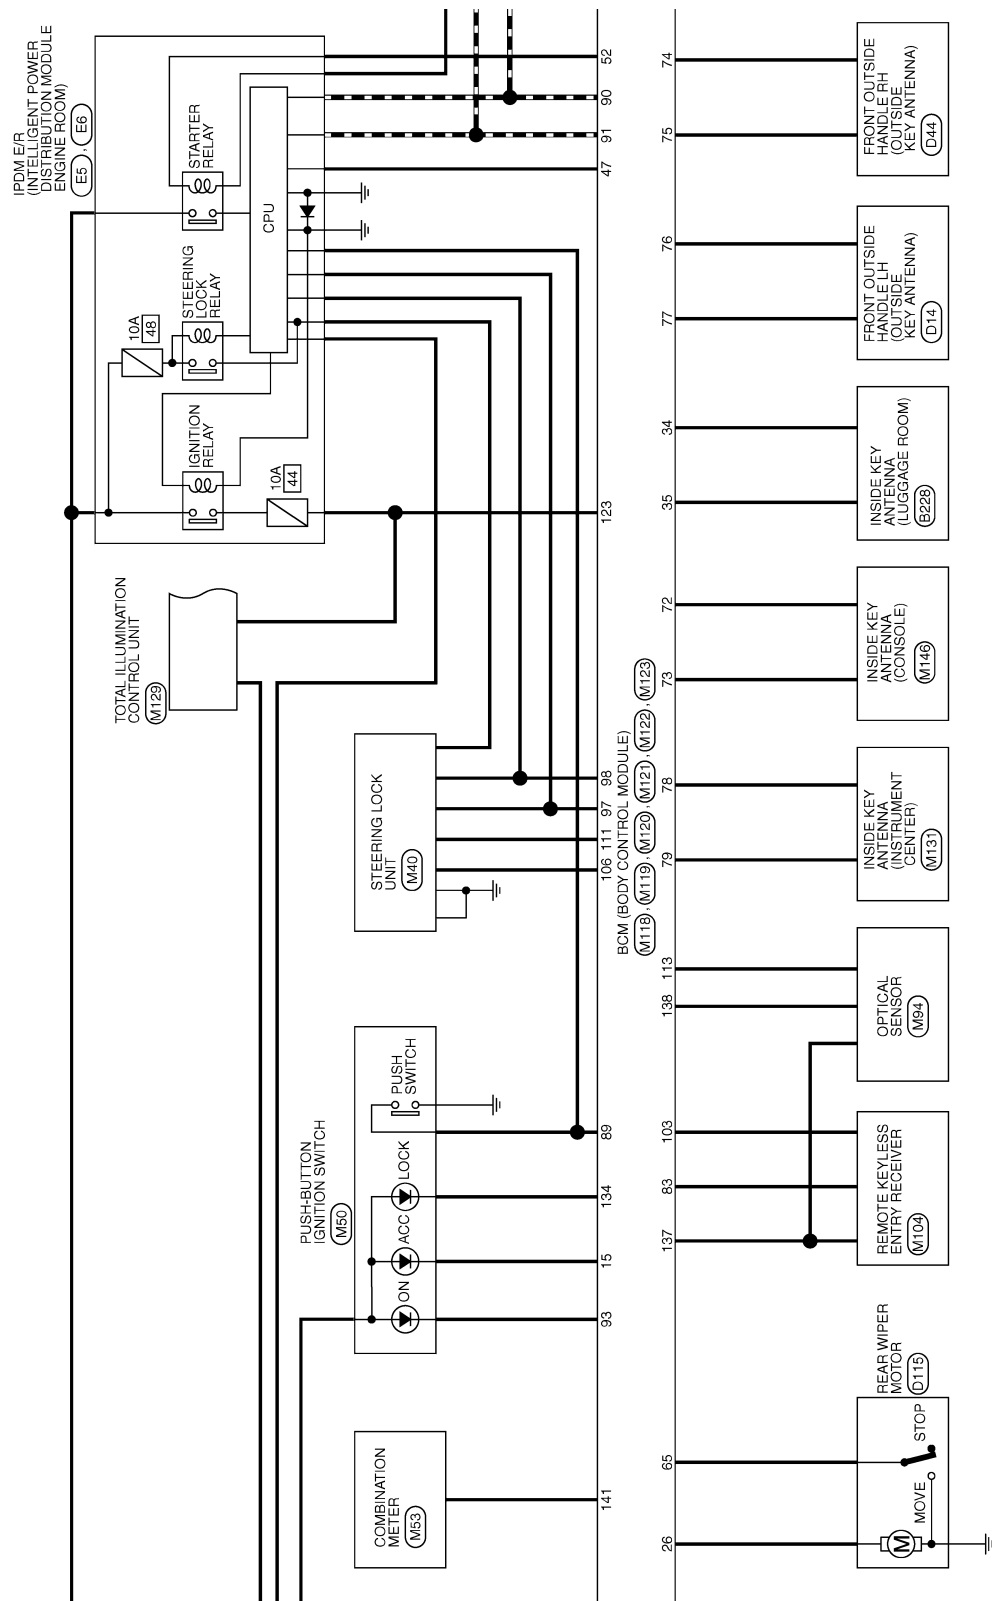 IPDM E/R
(INTELLIGENT POWER
DISTRIBUTION MODULE
ENGINE ROOM)
E5 , E6
STARTER
RELAY
CPU
STEERING
LOCK
RELAY
10A
48
IGNITION
RELAY
10A
44
52
90
91
47
123
TOTAL ILLUMINATION
CONTROL UNIT
M129
STEERING LOCK
UNIT
M40
98
97
111
106
BCM (BODY CONTROL MODULE)
M118 , M119 , M120 , M121 , M122 , M123
PUSH-BUTTON
IGNITION SWITCH
M50
PUSH
SWITCH
LOCK
ACC
ON
89
134
15
93
COMBINATION
METER
M53
141
74
75
FRONT OUTSIDE
HANDLE RH
(OUTSIDE
KEY ANTENNA)
D44
76
77
FRONT OUTSIDE
HANDLE LH
(OUTSIDE
KEY ANTENNA)
D14
34
35
INSIDE KEY
ANTENNA
(LUGGAGE ROOM)
B228
72
73
INSIDE KEY
ANTENNA
(CONSOLE)
M146
78
79
INSIDE KEY
ANTENNA
(INSTRUMENT
CENTER)
M131
113
138
OPTICAL
SENSOR
M94
103
83
137
REMOTE KEYLESS
ENTRY RECEIVER
M104
REAR WIPER
MOTOR
D115
65
26
STOP
MOVE
M